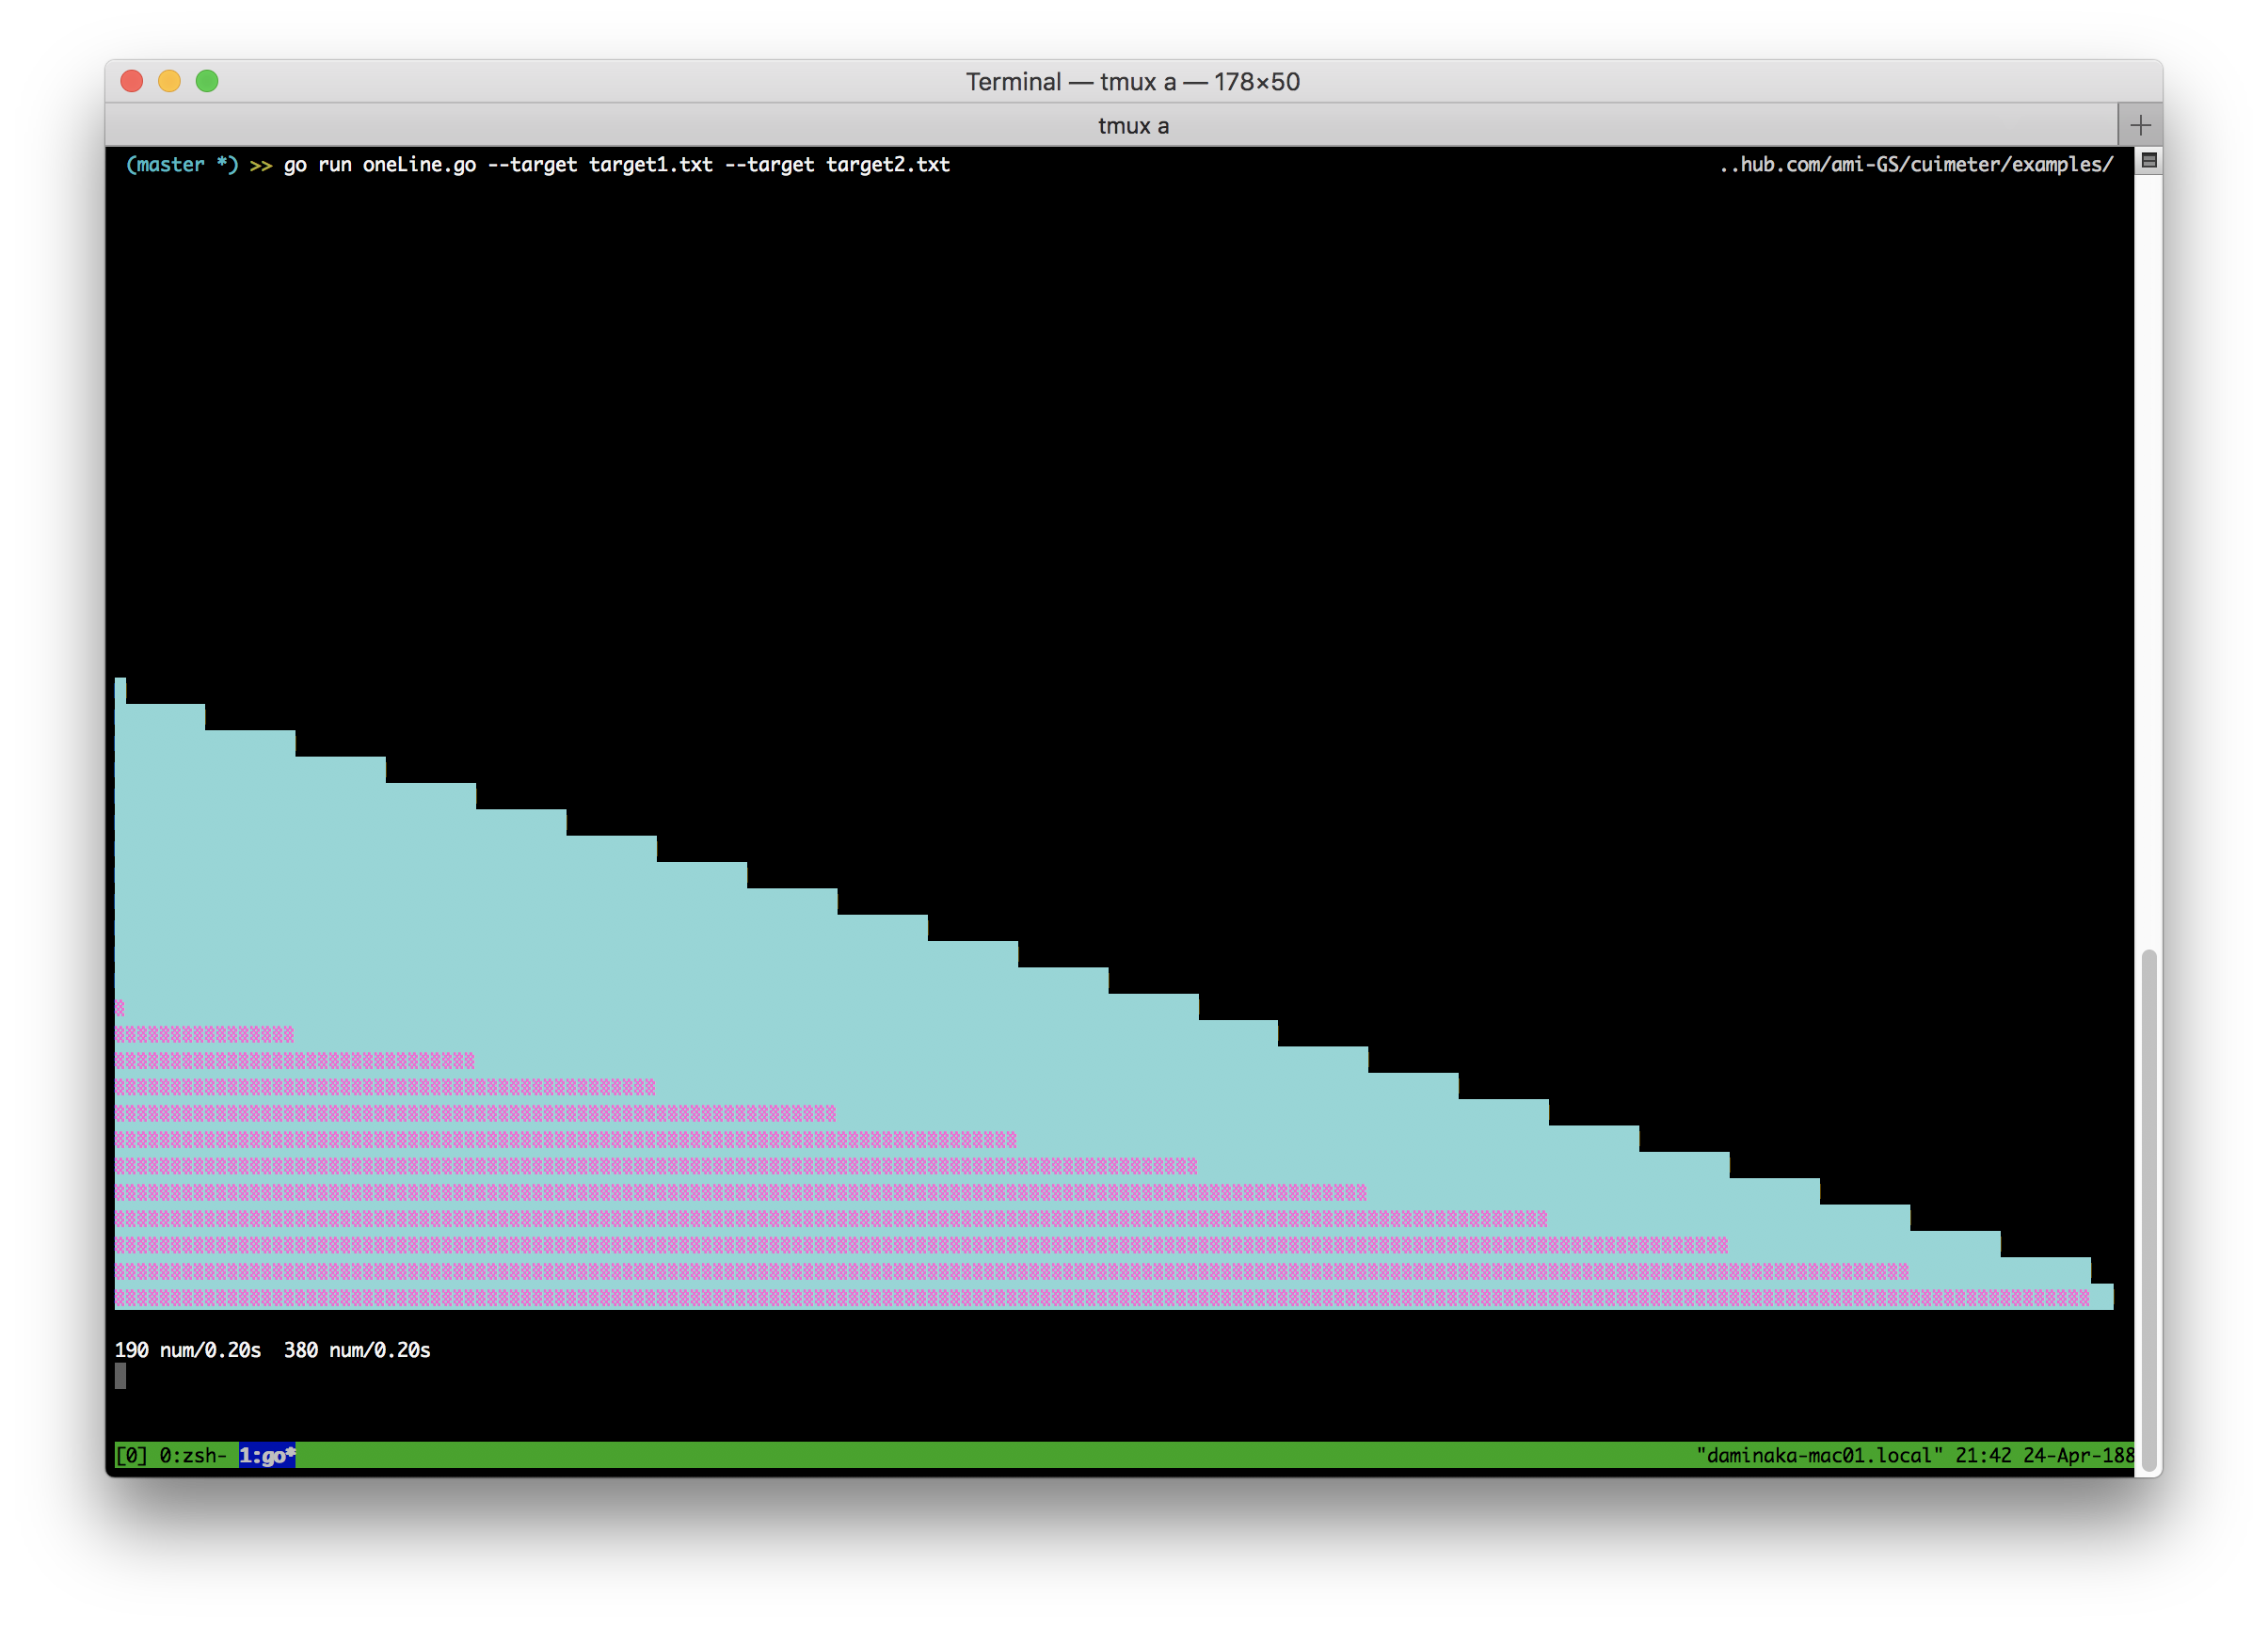 Terminal — tmux a — 178×50
tmux a
(master *) >> go run oneLine.go --target target1.txt --target target2.txt ..hub.com/ami-GS/cuimeter/examples/
190 num/0.20s 380 num/0.20s
[0] 0:zsh- 1:go* "daminaka-mac01.local" 21:42 24-Apr-188